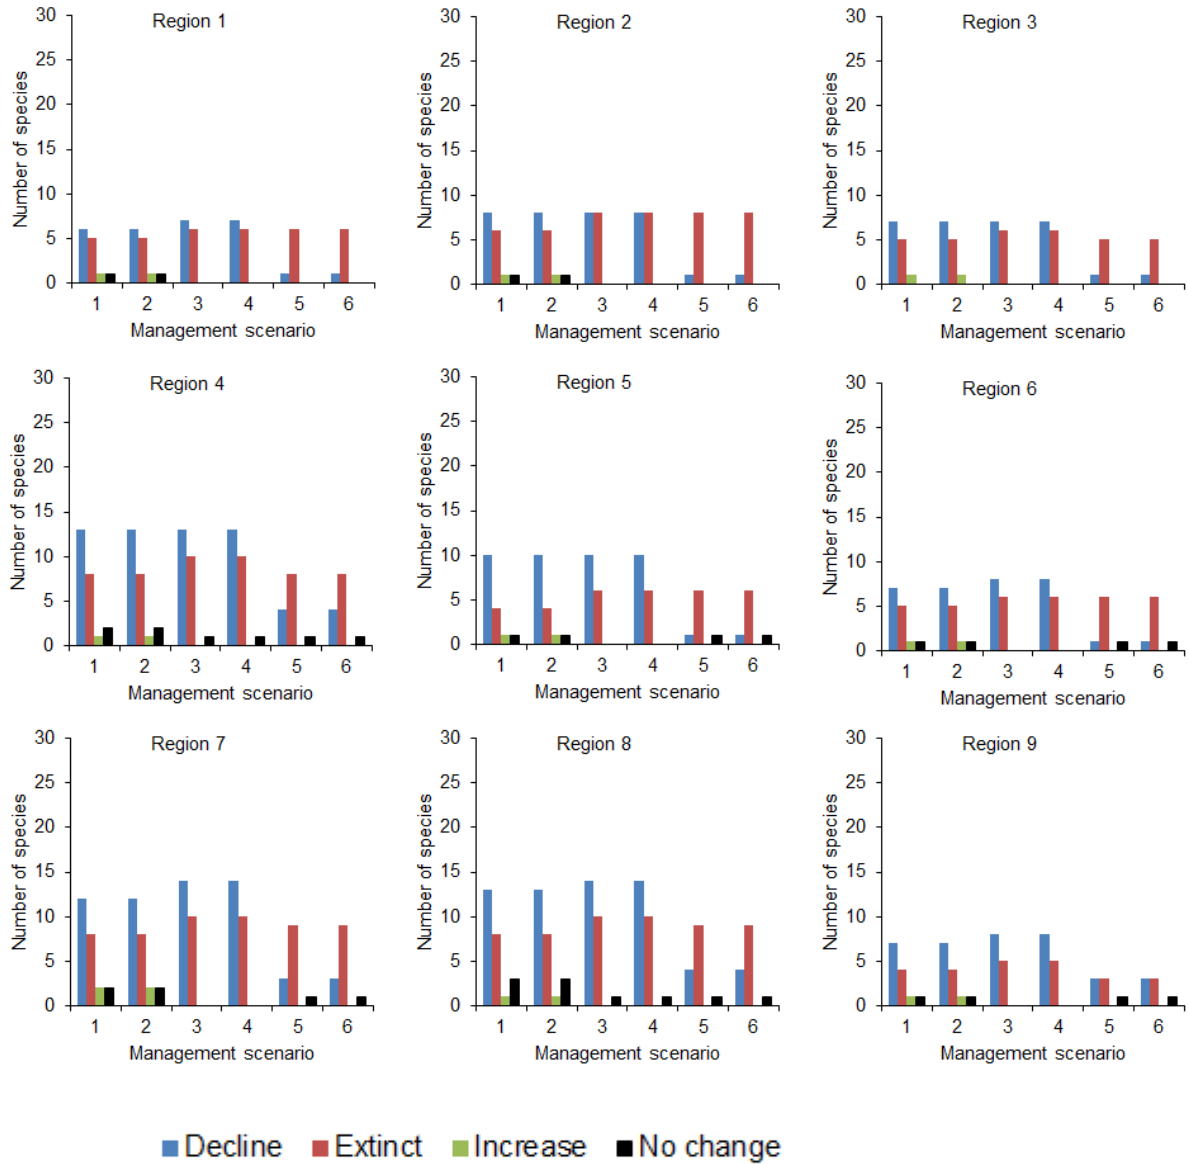 Region 1
Number of species
30
25
20
15
10
5
0
1 2 3 4 5 6
Management scenario
Region 2
Number of species
30
25
20
15
10
5
0
1 2 3 4 5 6
Management scenario
Region 3
Number of species
30
25
20
15
10
5
0
1 2 3 4 5 6
Management scenario
Region 4
Number of species
30
25
20
15
10
5
0
1 2 3 4 5 6
Management scenario
Region 5
Number of species
30
25
20
15
10
5
0
1 2 3 4 5 6
Management scenario
Region 6
Number of species
30
25
20
15
10
5
0
1 2 3 4 5 6
Management scenario
Region 7
Number of species
30
25
20
15
10
5
0
1 2 3 4 5 6
Management scenario
Region 8
Number of species
30
25
20
15
10
5
0
1 2 3 4 5 6
Management scenario
Region 9
Number of species
30
25
20
15
10
5
0
1 2 3 4 5 6
Management scenario
Decline Extinct Increase No change